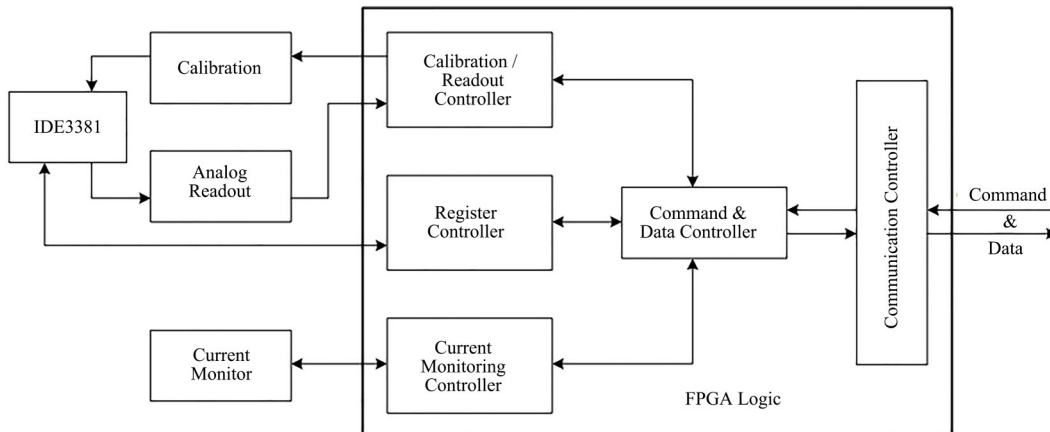 Calibration
IDE3381
Analog
Readout
Current
Monitor
Calibration /
Readout
Controller
Register
Controller
Current
Monitoring
Controller
Command &
Data Controller
Communication Controller
Command
&
Data
FPGA Logic